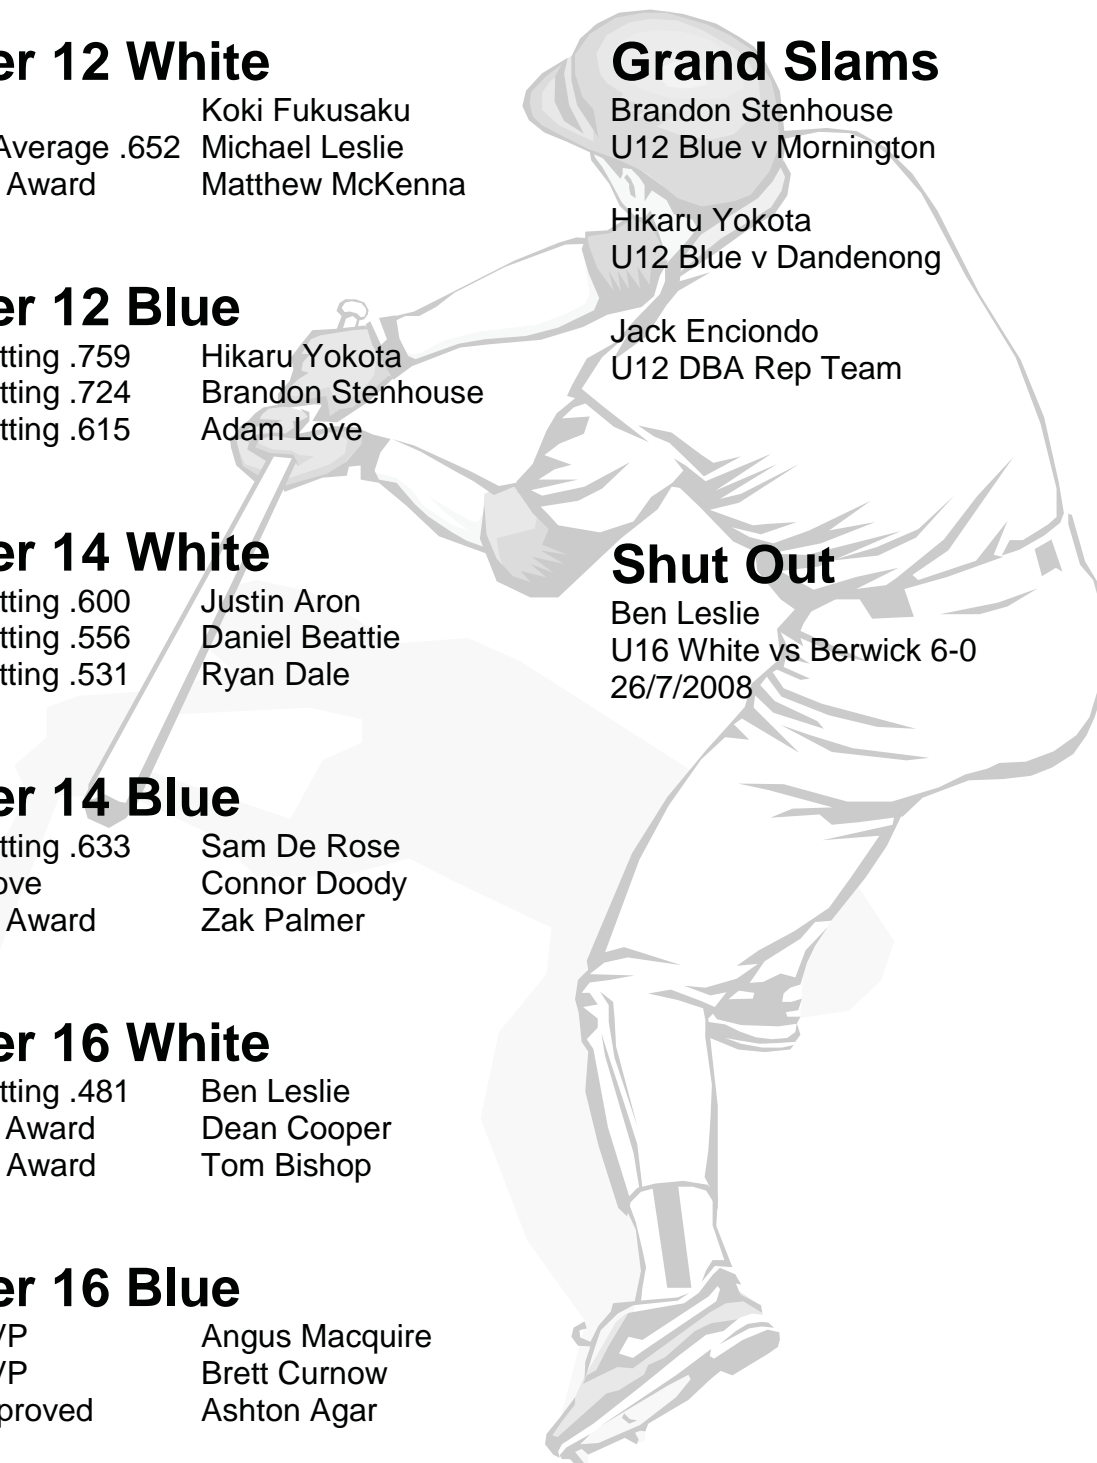 er 12 White
Koki Fukusaku
Average .652 Michael Leslie
Award Matthew McKenna
er 12 Blue
tting .759 Hikaru Yokota
tting .724 Brandon Stenhouse
tting .615 Adam Love
er 14 White
tting .600 Justin Aron
tting .556 Daniel Beattie
tting .531 Ryan Dale
er 14 Blue
tting .633 Sam De Rose
ove Connor Doody
Award Zak Palmer
er 16 White
tting .481 Ben Leslie
Award Dean Cooper
Award Tom Bishop
er 16 Blue
VP Angus Macquire
VP Brett Curnow
proved Ashton Agar
Grand Slams
Brandon Stenhouse
U12 Blue v Mornington
Hikaru Yokota
U12 Blue v Dandenong
Jack Enciondo
U12 DBA Rep Team
Shut Out
Ben Leslie
U16 White vs Berwick 6-0
26/7/2008